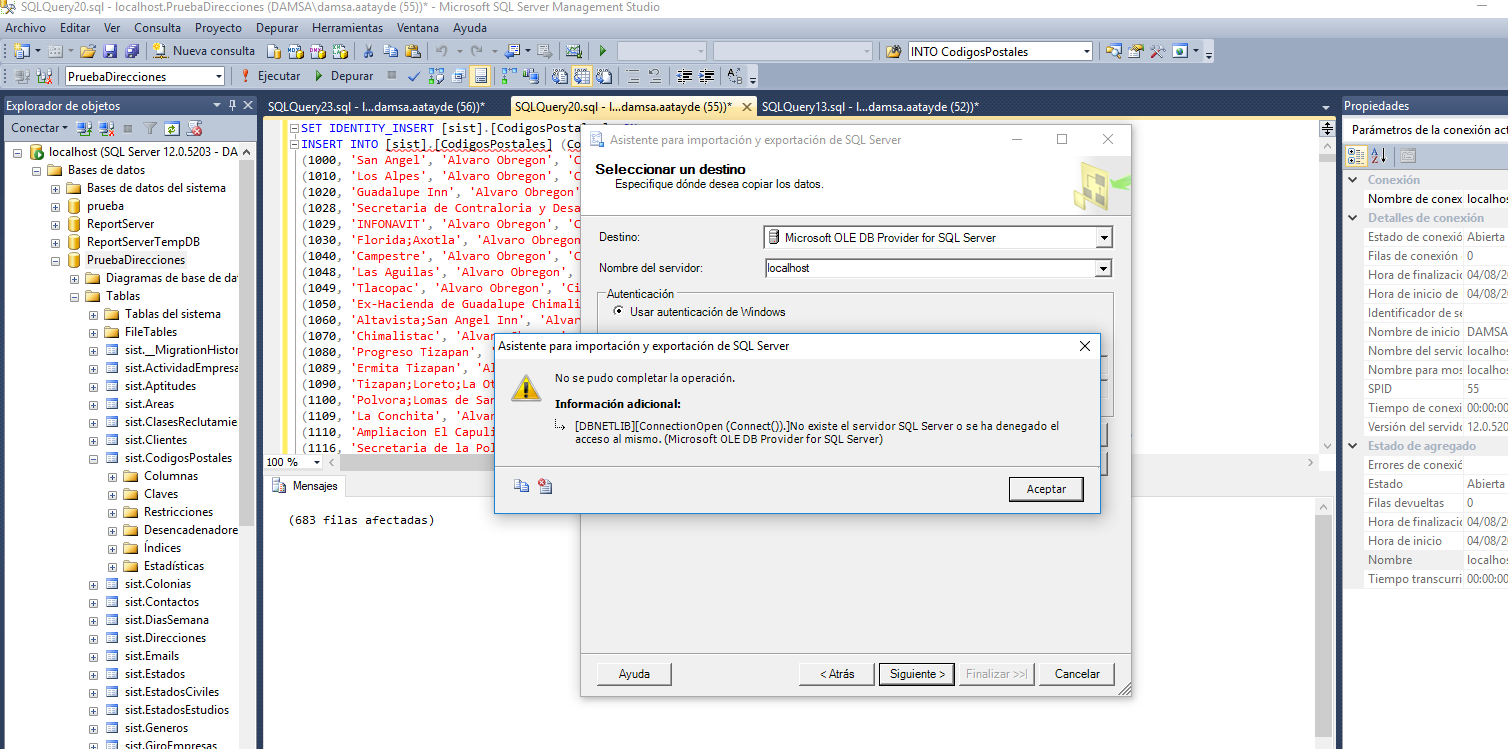 SQLQuery20.sql - localhost.PruebaDirecciones (DAMSA\damsa.aatayde (55))* - Microsoft SQL Server Management Studio
Archivo Editar Ver Consulta Proyecto Depurar Herramientas Ventana Ayuda
Nueva consulta INTO CodigosPostales
PruebaDirecciones Ejecutar Depurar
Explorador de objetos
Conectar
localhost (SQL Server 12.0.5203 - DA
Bases de datos
Bases de datos del sistema
prueba
ReportServer
ReportServerTempDB
PruebaDirecciones
Diagramas de base de da
Tablas
Tablas del sistema
FileTables
sist.__MigrationHistor
sist.ActividadEmpresa
sist.Aptitudes
sist.Areas
sist.ClasesReclutamie
sist.Clientes
sist.CodigosPostales
Columnas
Claves
Restricciones
Desencadenadore
Índices
Estadísticas
sist.Colonias
sist.Contactos
sist.DiasSemana
sist.Direcciones
sist.Emails
sist.Estados
sist.EstadosCiviles
sist.EstadosEstudios
sist.Generos
sist.GiroEmpresas
SQLQuery23.sql - l...damsa.aatayde (56))* SQLQuery20.sql - l...damsa.aatayde (55))* SQLQuery13.sql - l...damsa.aatayde (52))*
SET IDENTITY_INSERT [sist].[CodigosPosta
INSERT INTO [sist].[CodigosPostales] (Co
(1000, 'San Angel', 'Alvaro Obregon', 'C
(1010, 'Los Alpes', 'Alvaro Obregon', 'C
(1020, 'Guadalupe Inn', 'Alvaro Obregon'
(1028, 'Secretaria de Contraloria y Desa
(1029, 'INFONAVIT', 'Alvaro Obregon', 'C
(1030, 'Florida;Axotla', 'Alvaro Obregon
(1040, 'Campestre', 'Alvaro Obregon', 'C
(1048, 'Las Aguilas', 'Alvaro Obregon',
(1049, 'Tlacopac', 'Alvaro Obregon', 'Ci
(1050, 'Ex-Hacienda de Guadalupe Chimali
(1060, 'Altavista;San Angel Inn', 'Alvar
(1070, 'Chimalistac', 'Alvaro
(1080, 'Progreso Tizapan', '
(1089, 'Ermita Tizapan', 'Al
(1090, 'Tizapan;Loreto;La Ot
(1100, 'Polvora;Lomas de San
(1109, 'La Conchita', 'Alvar
(1110, 'Ampliacion El Capuli
(1116, 'Secretaria de la Pol
100 %
Mensajes
(683 filas afectadas)
Asistente para importación y exportación de SQL Server
Seleccionar un destino
Especifique dónde desea copiar los datos.
Destino: Microsoft OLE DB Provider for SQL Server
Nombre del servidor: localhost
Autenticación
Usar autenticación de Windows
Asistente para importación y exportación de SQL Server
No se pudo completar la operación.
Información adicional:
[DBNETLIB][ConnectionOpen (Connect()).]No existe el servidor SQL Server o se ha denegado el
acceso al mismo. (Microsoft OLE DB Provider for SQL Server)
Aceptar
Ayuda < Atrás Siguiente > Finalizar >>| Cancelar
Propiedades
Parámetros de la conexión act
Conexión
Nombre de conex localhos
Detalles de conexión
Estado de conexió Abierta
Filas de conexión 0
Hora de finalizació 04/08/2
Hora de inicio de 04/08/2
Identificador de se
Nombre de inicio DAMSA
Nombre del servic localhos
Nombre para mos localhos
SPID 55
Tiempo de conexi 00:00:00
Versión del servid 12.0.520
Estado de agregado
Errores de conexió
Estado Abierta
Filas devueltas 0
Hora de finalizació 04/08/2
Hora de inicio 04/08/2
Nombre localhos
Tiempo transcurri 00:00:00